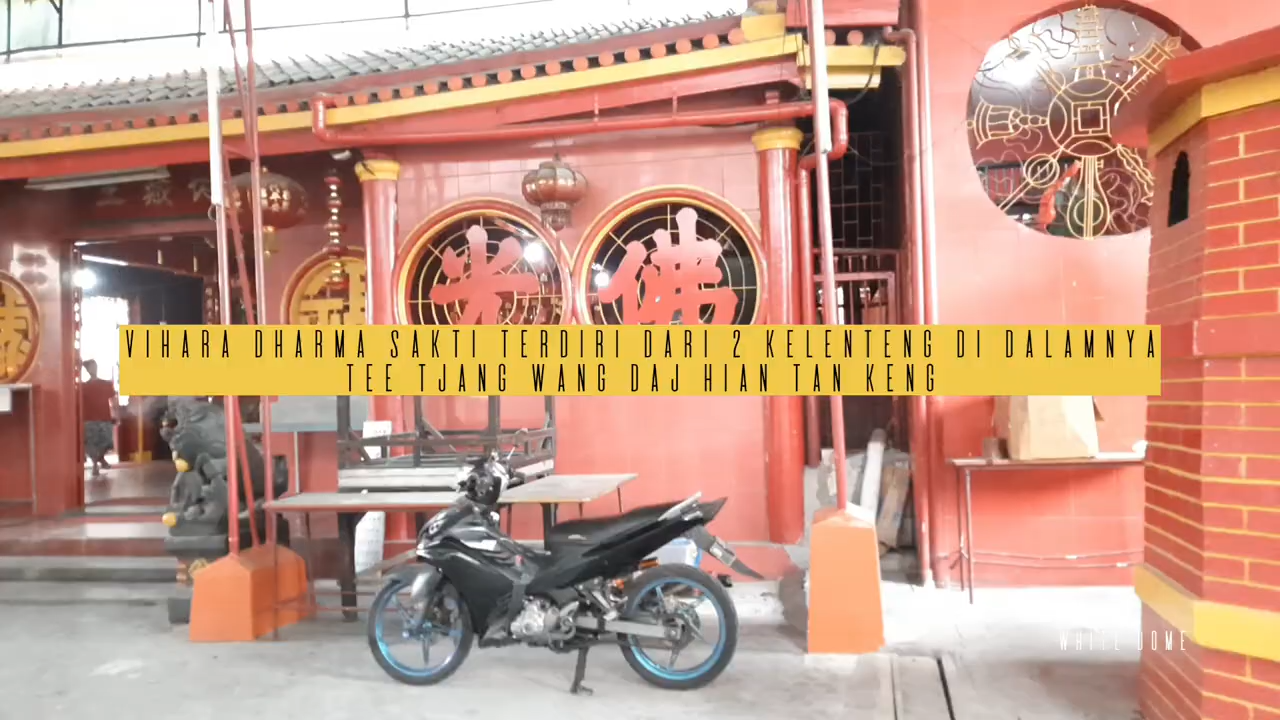 光 佛
VIHARA DHARMA SAKTI TERDIRI DARI 2 KELENTENG DI DALAMNYA
TEE TJANG WANG DAJ HIAN TAN KENG
WHITE DOME